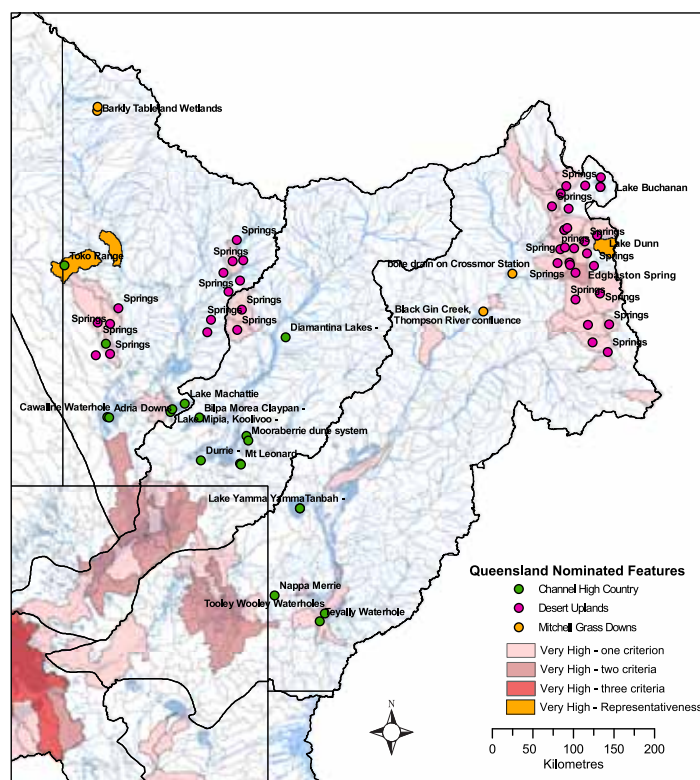 Barkly Tableland Wetlands
Springs
Lake Buchanan
Springs
Springs
Springs
Lake Dunn
Toko Range
Springs
prings
Spring
Springs
bore drain on Crossmor Station
Springs
Edgbaston Spring
Springs
Springs
Springs
Springs
Springs
Black Gin Creek,
Thompson River confluence
Springs
Springs
Springs
Diamantina Lakes -
Springs
Lake Machattie
Cawaline Waterhole
Adria Downs
Bilpa Morea Claypan -
Lake Mipia, Koolivoo -
Mooraberrie dune system
Durrie -
Mt Leonard
Lake Yamma Yamma
Tanbah -
Nappa Merrie
Tooley Wooley Waterholes
eyally Waterhole
Queensland Nominated Features
Channel High Country
Desert Uplands
Mitchell Grass Downs
Very High - one criterion
Very High - two criteria
Very High - three criteria
Very High - Representativeness
N
0 25 50 100 150 200
Kilometres